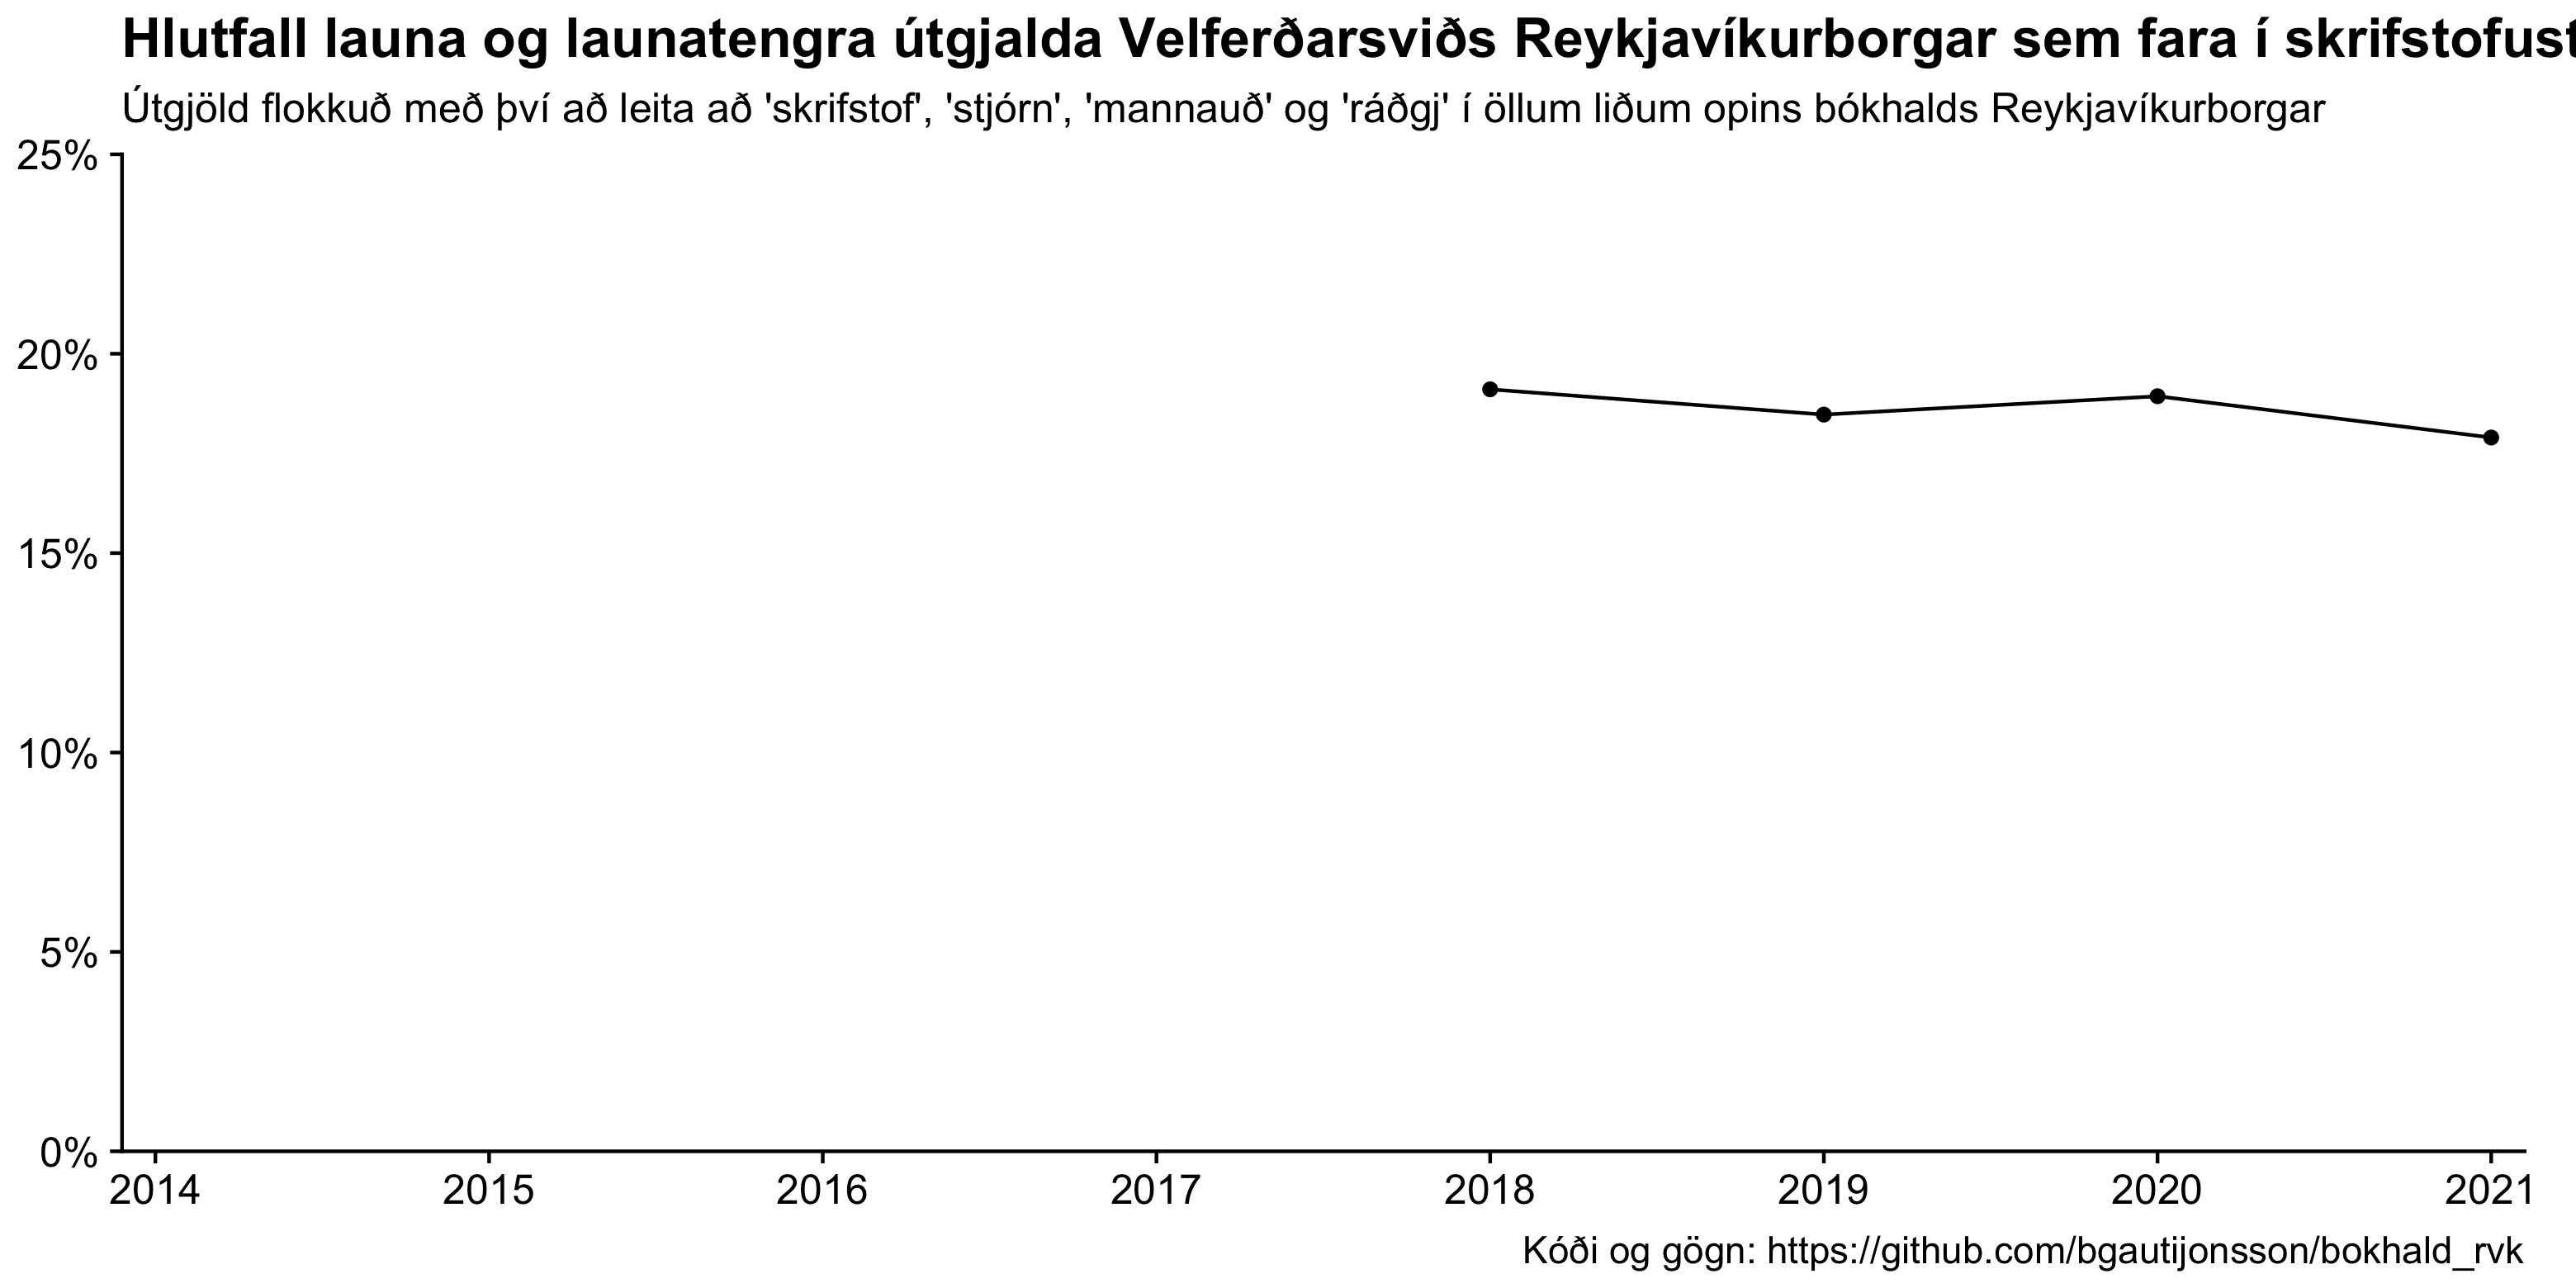 Hlutfall launa og launatengra útgjalda Velferðarsviðs Reykjavíkurborgar sem fara í
Útgjöld flokkuð með því að leita að 'skrifstof', 'stjórn', 'mannauð' og 'ráðgj' í öllum liðum opins bókhalds Reykjavíkurborgar
25%
20%
15%
10%
5%
0%
2014 2015 2016 2017 2018 2019 2020 2021
Kóði og gögn: https://github.com/bgautijonsson/bokhald_rvk